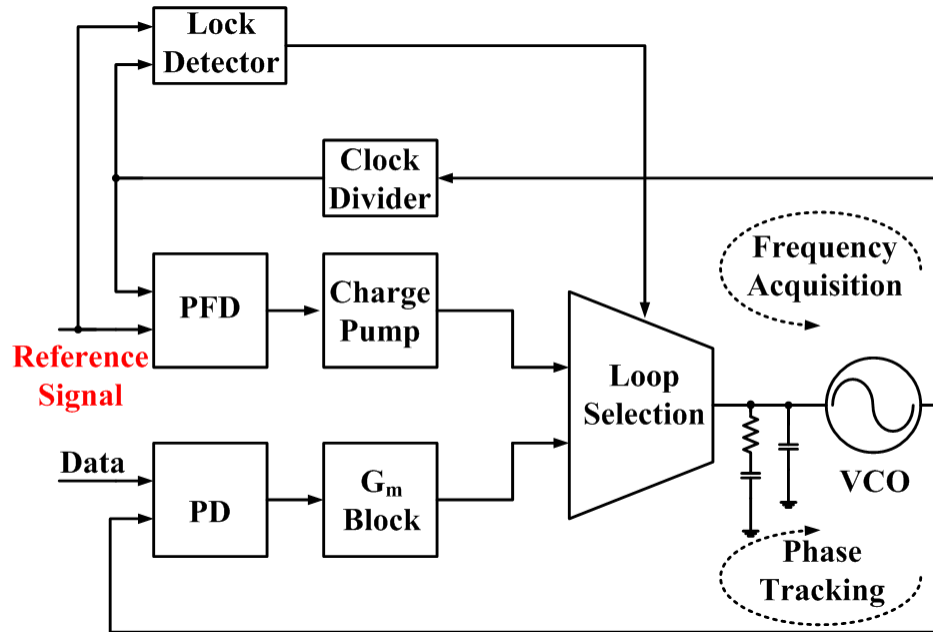 Lock
Detector
Clock
Divider
Frequency
Acquisition
PFD
Charge
Pump
Reference
Signal
Loop
Selection
VCO
Data
PD
Gm
Block
Phase
Tracking